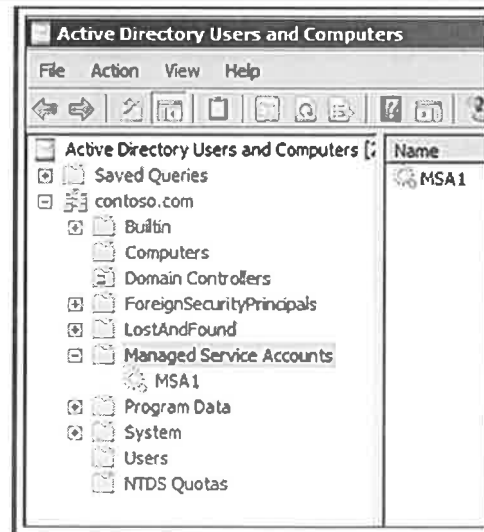 Active Directory Users and Computers
File Action View Help
Active Directory Users and Computers [
Name
Saved Queries
MSA1
contoso.com
Builtin
Computers
Domain Controllers
ForeignSecurityPrincipals
LostAndFound
Managed Service Accounts
MSA1
Program Data
System
Users
NTDS Quotas